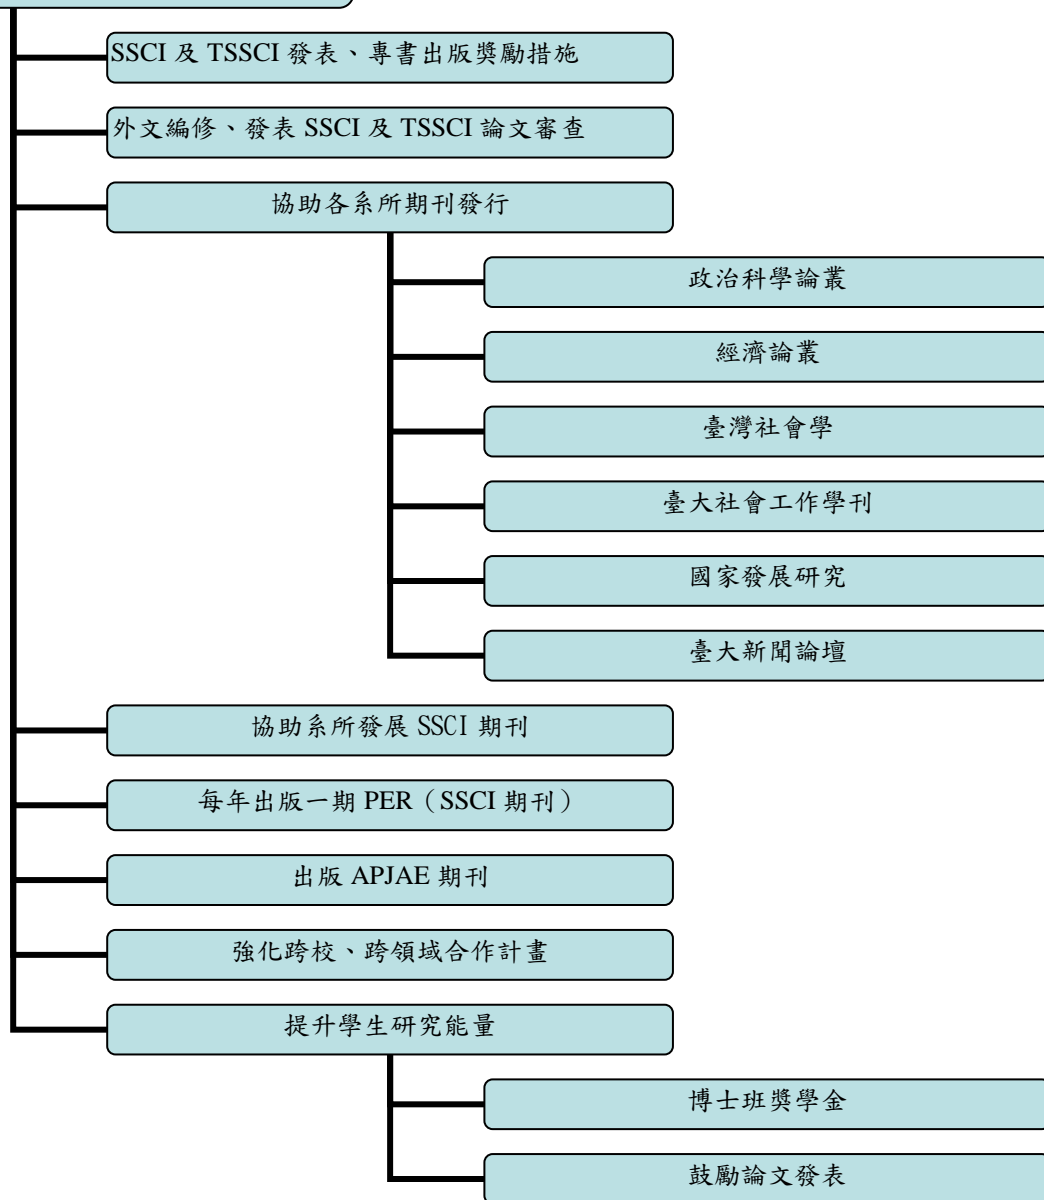 SSCI 及 TSSCI 發表、專書出版獎勵措施
外文編修、發表 SSCI 及 TSSCI 論文審查
協助各系所期刊發行
政治科學論叢
經濟論叢
臺灣社會學
臺大社會工作學刊
國家發展研究
臺大新聞論壇
協助系所發展 SSCI 期刊
每年出版一期 PER（SSCI 期刊）
出版 APJAE 期刊
強化跨校、跨領域合作計畫
提升學生研究能量
博士班獎學金
鼓勵論文發表